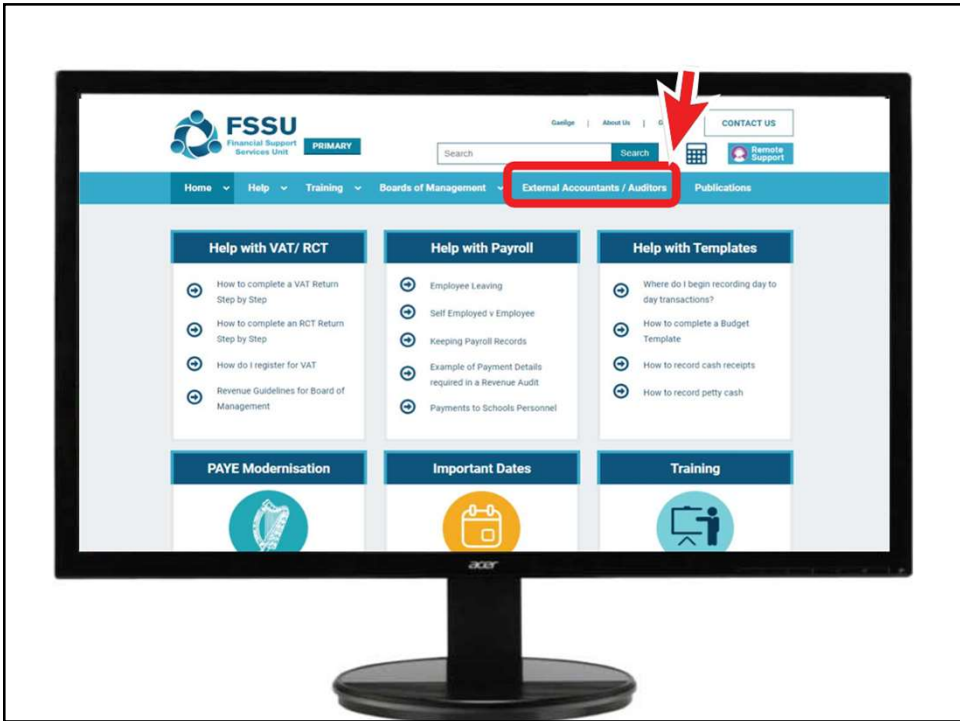 FSSU
Financial Support
Services Unit
PRIMARY
Gaeilge | About Us |
CONTACT US
Search
Search
Remote
Support
Home
Help
Training
Boards of Management
External Accountants / Auditors
Publications
Help with VAT/ RCT
How to complete a VAT Return
Step by Step
How to complete an RCT Return
Step by Step
How do I register for VAT
Revenue Guidelines for Board of
Management
Help with Payroll
Employee Leaving
Self Employed v Employee
Keeping Payroll Records
Example of Payment Details
required in a Revenue Audit
Payments to Schools Personnel
Help with Templates
Where do I begin recording day to
day transactions?
How to complete a Budget
Template
How to record cash receipts
How to record petty cash
PAYE Modernisation
Important Dates
Training
acer